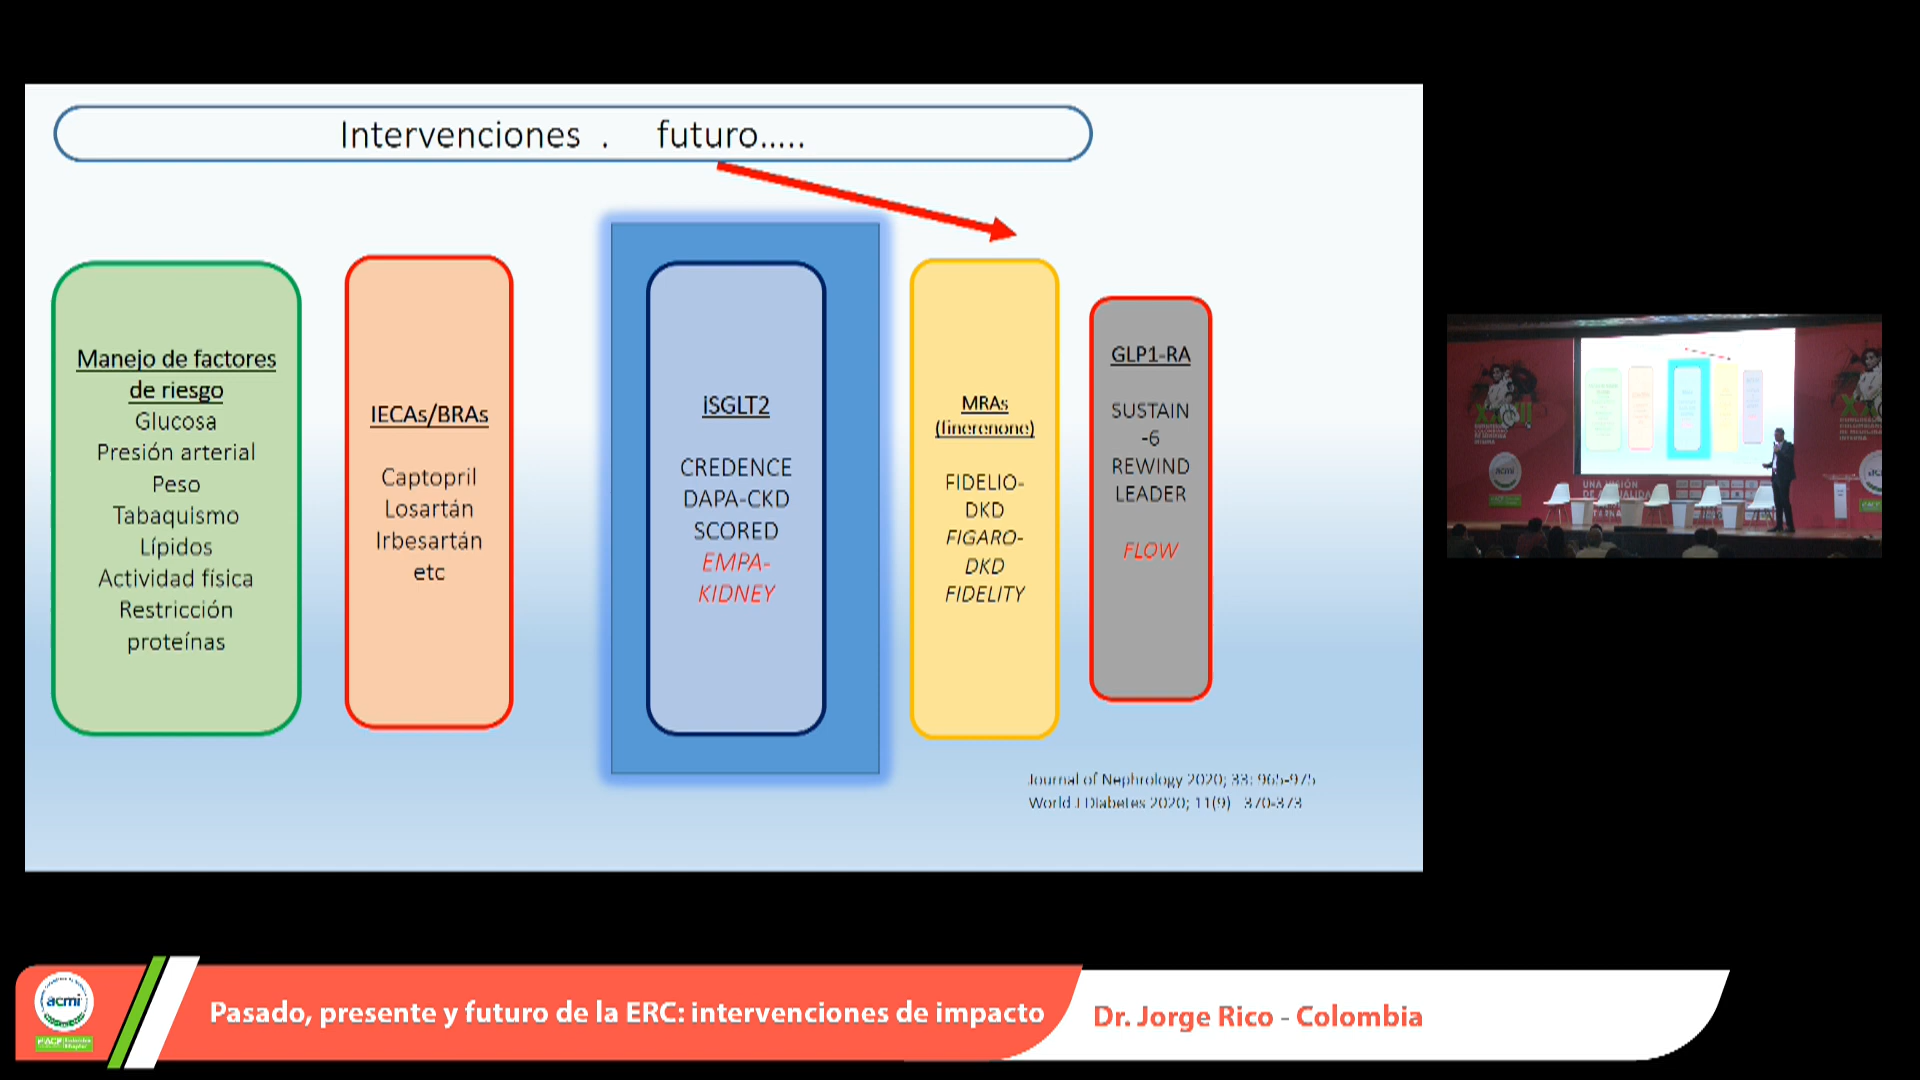 Intervenciones . futuro.....
Manejo de factores
de riesgo
Glucosa
Presión arterial
Peso
Tabaquismo
Lípidos
Actividad física
Restricción
proteínas
IECAs/BRAs
Captopril
Losartán
Irbesartán
etc
iSGLT2
CREDENCE
DAPA-CKD
SCORED
EMPA-
KIDNEY
MRAs
(finerenone)
FIDELIO-
DKD
FIGARO-
DKD
FIDELITY
GLP1-RA
SUSTAIN
-6
REWIND
LEADER
FLOW
Journal of Nephrology 2020; 33: 965-975
World J Diabetes 2020; 11(9) 370-373
UNA VISIÓN
acmi
acmi
Pasado, presente y futuro de la ERC: intervenciones de impacto
Dr. Jorge Rico - Colombia